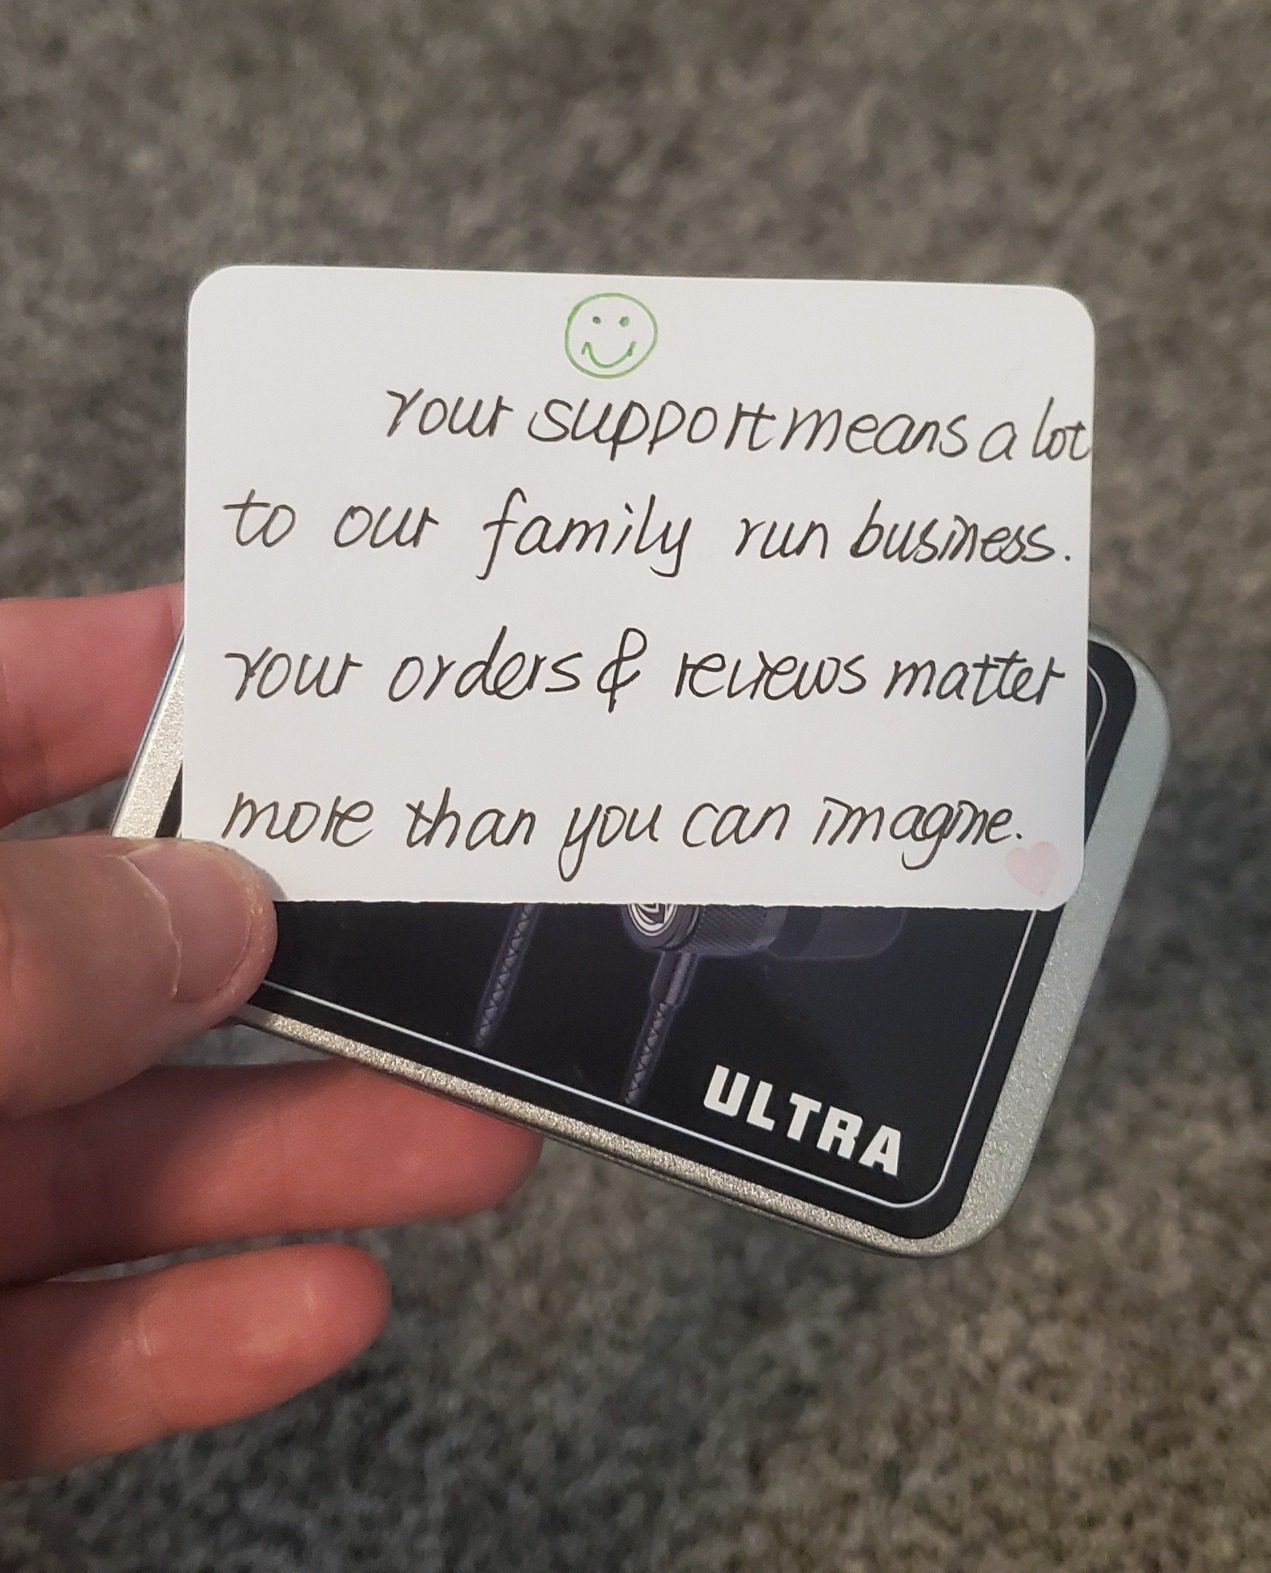 Your support means a lot
to our family run business.
Your orders & reviews matter
more than you can imagine.
ULTRA